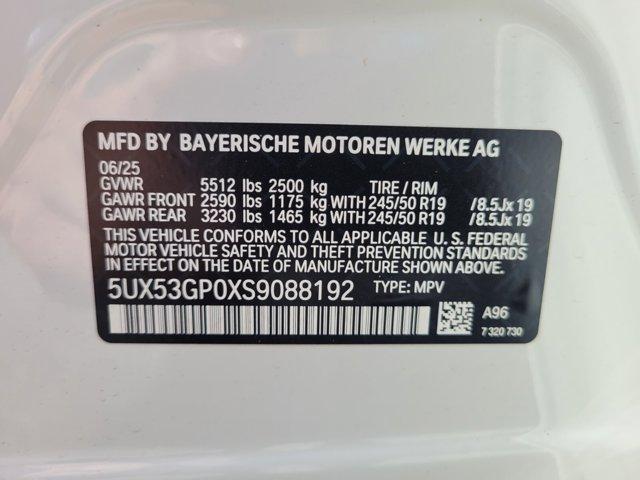 MFD BY BAYERISCHE MOTOREN WERKE AG
06/25
GVWR 5512 lbs 2500 kg TIRE / RIM
GAWR FRONT 2590 lbs 1175 kg WITH 245/50 R19 /8.5Jx 19
GAWR REAR 3230 lbs 1465 kg WITH 245/50 R19 /8.5Jx 19
THIS VEHICLE CONFORMS TO ALL APPLICABLE U. S. FEDERAL
MOTOR VEHICLE SAFETY AND THEFT PREVENTION STANDARDS
IN EFFECT ON THE DATE OF MANUFACTURE SHOWN ABOVE.
5UX53GP0XS9088192 TYPE: MPV
A96
7 320 730